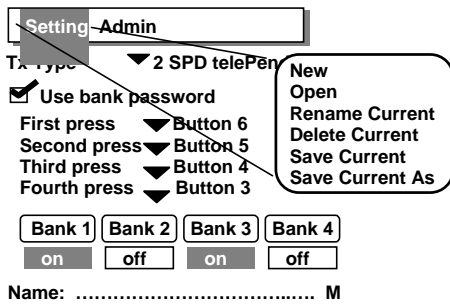 Setting Admin
Tx Type 2 SPD telePen
Use bank password
First press Button 6
Second press Button 5
Third press Button 4
Fourth press Button 3
Bank 1 Bank 2 Bank 3 Bank 4
on off on off
Name: ………………………………..…. M
New
Open
Rename Current
Delete Current
Save Current
Save Current As